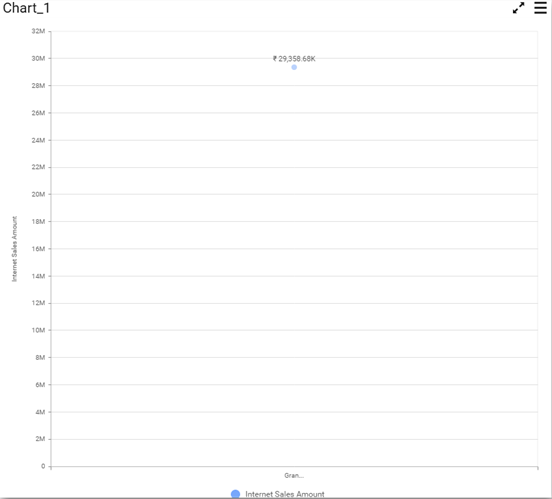 Chart_1
32M
₹ 29,358.68K
30M
28M
26M
24M
22M
20M
18M
16M
14M
12M
10M
8M
6M
4M
2M
0
Internet Sales Amount
Gran...
Internet Sales Amount